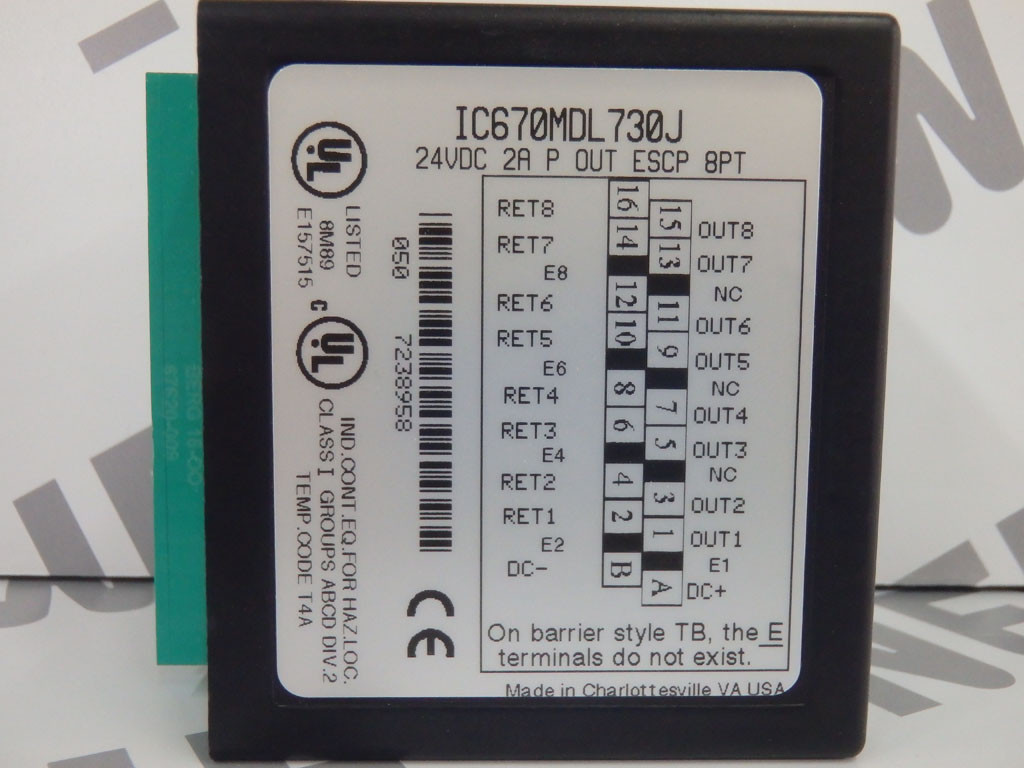 IC670MDL730J
24VDC 2A P OUT ESCP 8PT
UL
LISTED
8M89
E157515
C UL
IND.CONT.EQ.FOR HAZ.LOC.
CLASSI GROUPS ABCD DIV.2
TEMP.CODE T4A
050 7238958
CE
RET8 16 15 OUT8
RET7 14 13 OUT7
E8 NC
RET6 12 11 OUT6
RET5 10 9 OUT5
E6 NC
RET4 8 7 OUT4
RET3 6 5 OUT3
E4 NC
RET2 4 3 OUT2
RET1 2 1 OUT1
E2 E1
DC- B A DC+
On barrier style TB, the E
terminals do not exist.
Made in Charlottesville VA USA